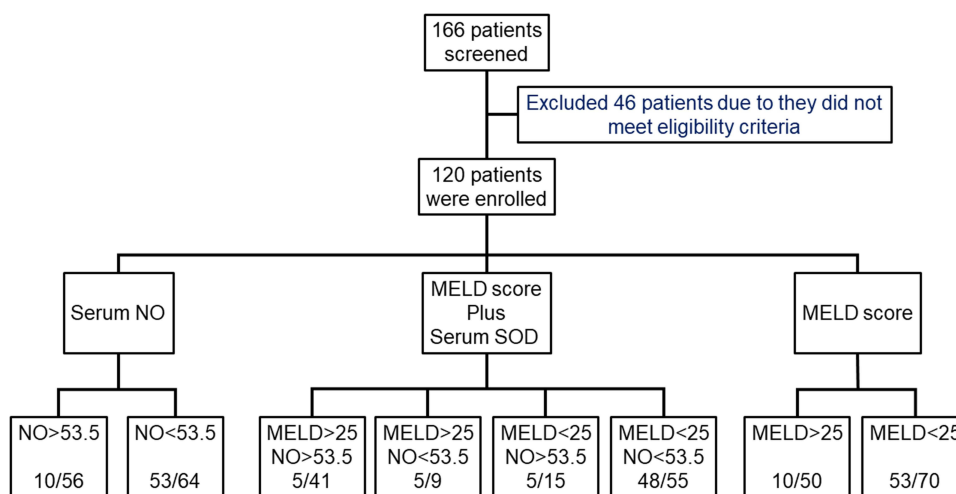 166 patients
screened
Excluded 46 patients due to they did not
meet eligibility criteria
120 patients
were enrolled
Serum NO
MELD score
Plus
Serum SOD
MELD score
NO>53.5
10/56
NO<53.5
53/64
MELD>25
NO>53.5
5/41
MELD>25
NO<53.5
5/9
MELD<25
NO>53.5
5/15
MELD<25
NO<53.5
48/55
MELD>25
10/50
MELD<25
53/70